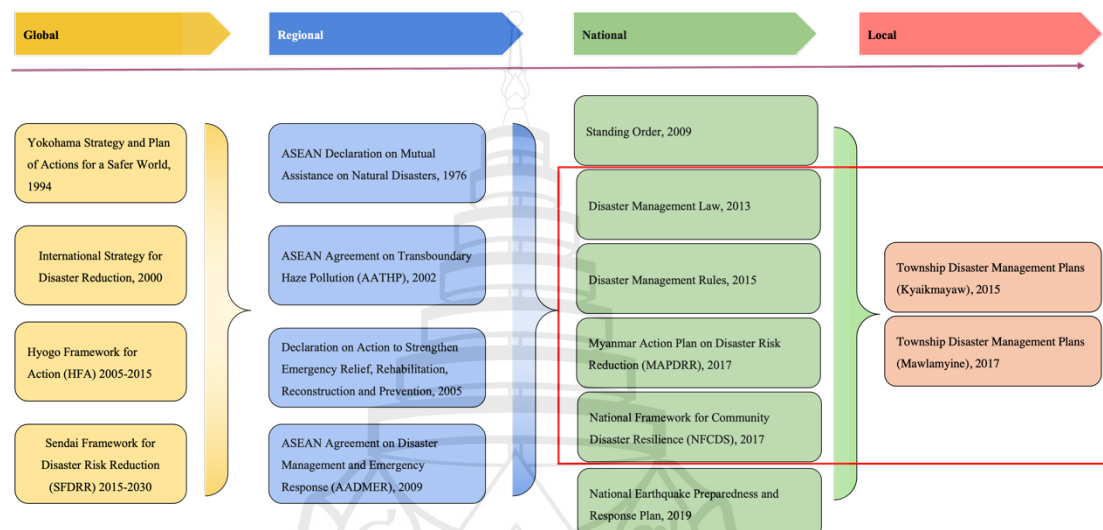 Global
Regional
National
Local
Yokohama Strategy and Plan
of Actions for a Safer World,
1994
International Strategy for
Disaster Reduction, 2000
Hyogo Framework for
Action (HFA) 2005-2015
Sendai Framework for
Disaster Risk Reduction
(SFDRR) 2015-2030
ASEAN Declaration on Mutual
Assistance on Natural Disasters, 1976
ASEAN Agreement on Transboundary
Haze Pollution (AATHP), 2002
Declaration on Action to Strengthen
Emergency Relief, Rehabilitation,
Reconstruction and Prevention, 2005
ASEAN Agreement on Disaster
Management and Emergency
Response (AADMER), 2009
Standing Order, 2009
Disaster Management Law, 2013
Disaster Management Rules, 2015
Myanmar Action Plan on Disaster Risk
Reduction (MAPDRR), 2017
National Framework for Community
Disaster Resilience (NFCDS), 2017
National Earthquake Preparedness and
Response Plan, 2019
Township Disaster Management Plans
(Kyaikmayaw), 2015
Township Disaster Management Plans
(Mawlamyine), 2017